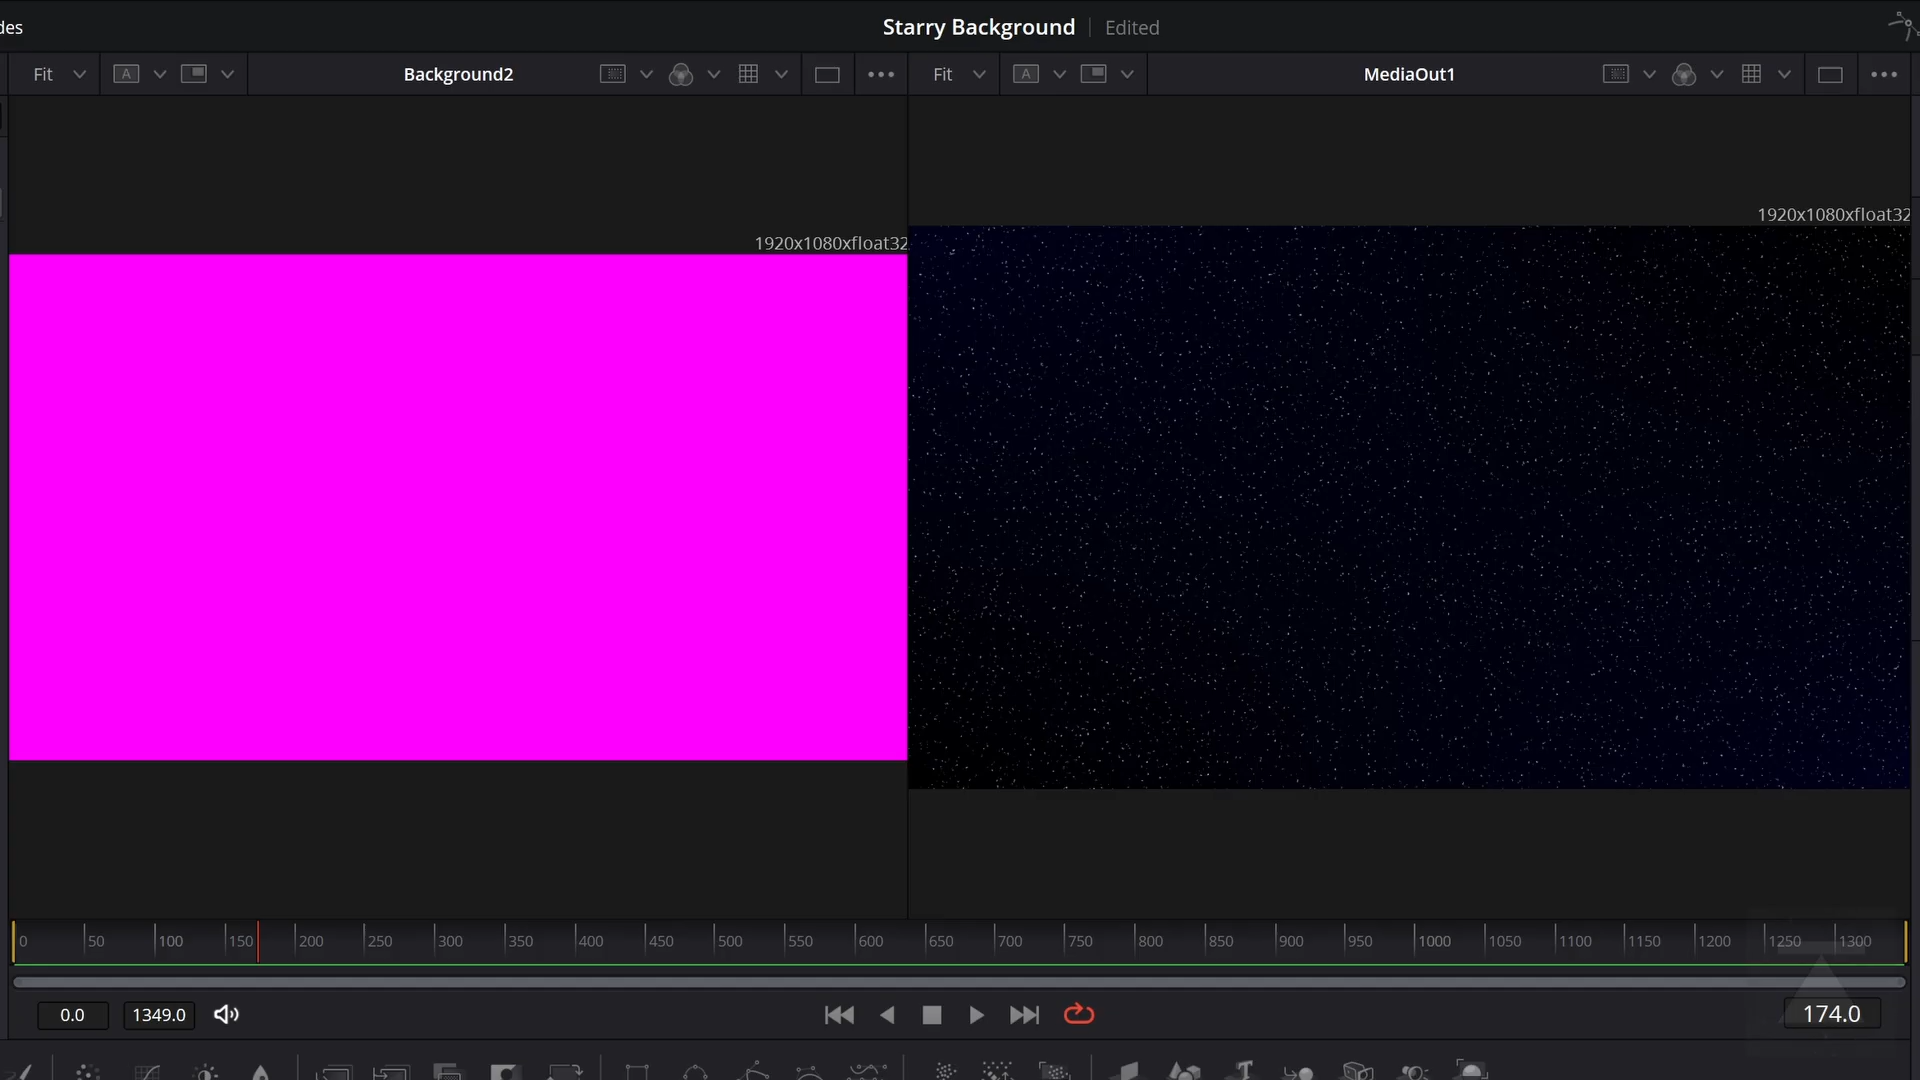 des
Starry Background Edited
Fit A Background2 Fit A MediaOut1
1920x1080xfloat32
1920x1080xfloat32
0 50 100 150 200 250 300 350 400 450 500 550 600 650 700 750 800 850 900 950 1000 1050 1100 1150 1200 1250 1300
0.0 1349.0 174.0
T